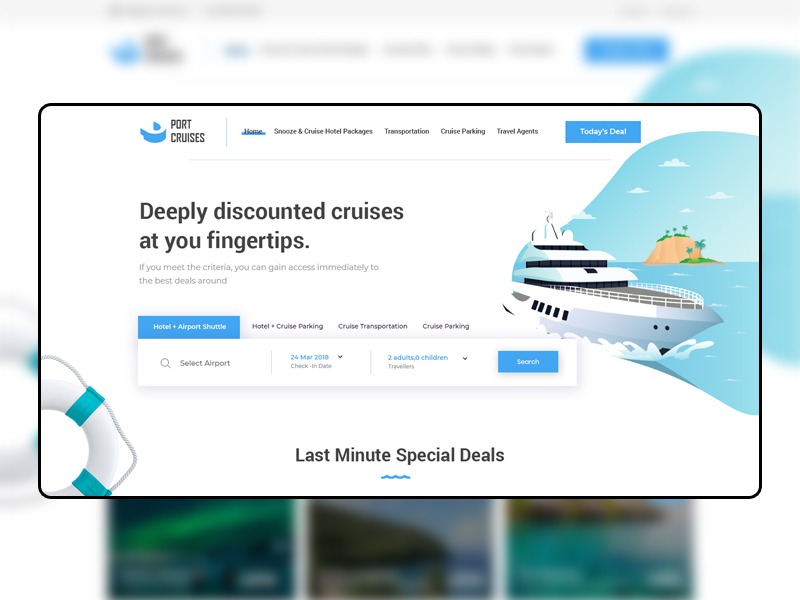 PORT
CRUISES
Home Snooze & Cruise Hotel Packages Transportation Cruise Parking Travel Agents
Today's Deal
Deeply discounted cruises
at you fingertips.
If you meet the criteria, you can gain access immediately to
the best deals around
Hotel + Airport Shuttle Hotel + Cruise Parking Cruise Transportation Cruise Parking
Select Airport
24 Mar 2018
Check -In Date
2 adults,0 children
Travellers
Search
Last Minute Special Deals